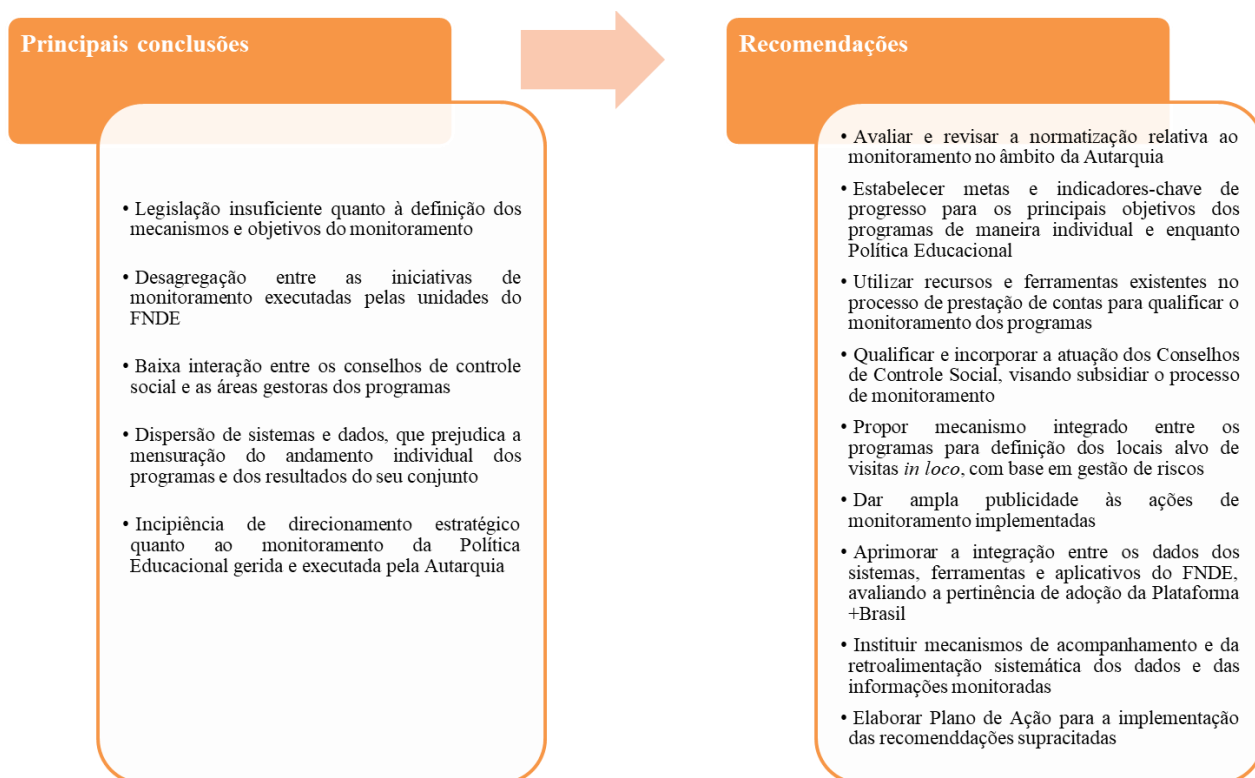 Principais conclusões
• Legislação insuficiente quanto à definição dos
mecanismos e objetivos do monitoramento
• Desagregação entre as iniciativas de
monitoramento executadas pelas unidades do
FNDE
• Baixa interação entre os conselhos de controle
social e as áreas gestoras dos programas
• Dispersão de sistemas e dados, que prejudica a
mensuração do andamento individual dos
programas e dos resultados do seu conjunto
• Incipiência de direcionamento estratégico
quanto ao monitoramento da Política
Educacional gerida e executada pela Autarquia
Recomendações
• Avaliar e revisar a normatização relativa ao
monitoramento no âmbito da Autarquia
• Estabelecer metas e indicadores-chave de
progresso para os principais objetivos dos
programas de maneira individual e enquanto
Política Educacional
• Utilizar recursos e ferramentas existentes no
processo de prestação de contas para qualificar o
monitoramento dos programas
• Qualificar e incorporar a atuação dos Conselhos
de Controle Social, visando subsidiar o processo
de monitoramento
• Propor mecanismo integrado entre os
programas para definição dos locais alvo de
visitas in loco, com base em gestão de riscos
• Dar ampla publicidade às ações de
monitoramento implementadas
• Aprimorar a integração entre os dados dos
sistemas, ferramentas e aplicativos do FNDE,
avaliando a pertinência de adoção da Plataforma
+Brasil
• Instituir mecanismos de acompanhamento e da
retroalimentação sistemática dos dados e das
informações monitoradas
• Elaborar Plano de Ação para a implementação
das recomenddações supracitadas